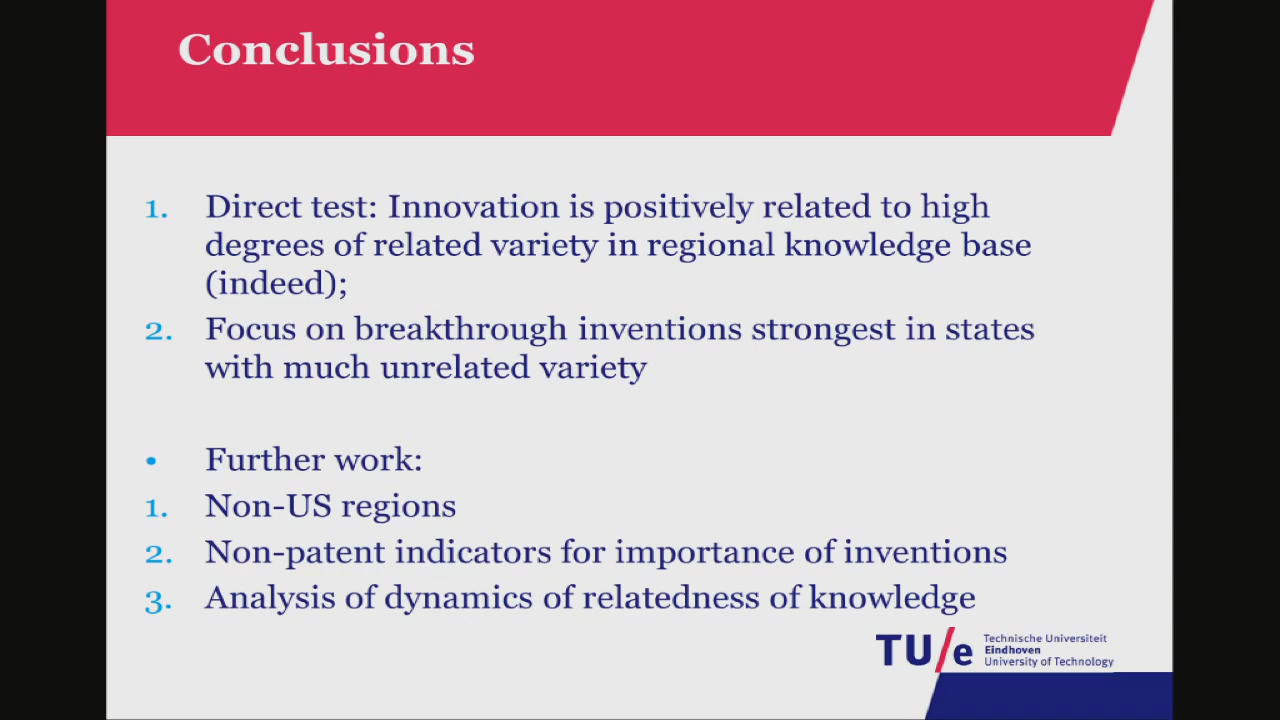 Conclusions
1. Direct test: Innovation is positively related to high
degrees of related variety in regional knowledge base
(indeed);
2. Focus on breakthrough inventions strongest in states
with much unrelated variety
• Further work:
1. Non-US regions
2. Non-patent indicators for importance of inventions
3. Analysis of dynamics of relatedness of knowledge
TU/e
Technische Universiteit
Eindhoven
University of Technology